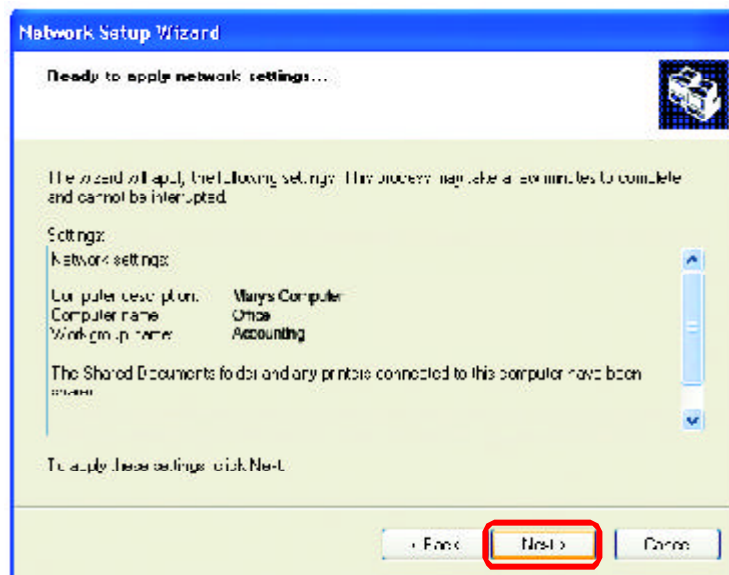 Network Setup Wizard
Ready to apply network settings...
The wizard will apply the following settings. This process may take a few minutes to complete
and cannot be interrupted.
Settings:
Network settings:
Computer description: Mary's Computer
Computer name: Office
Workgroup name: Accounting
The Shared Documents folder and any printers connected to this computer have been
shared.
To apply these settings, click Next.
< Back Next > Cancel